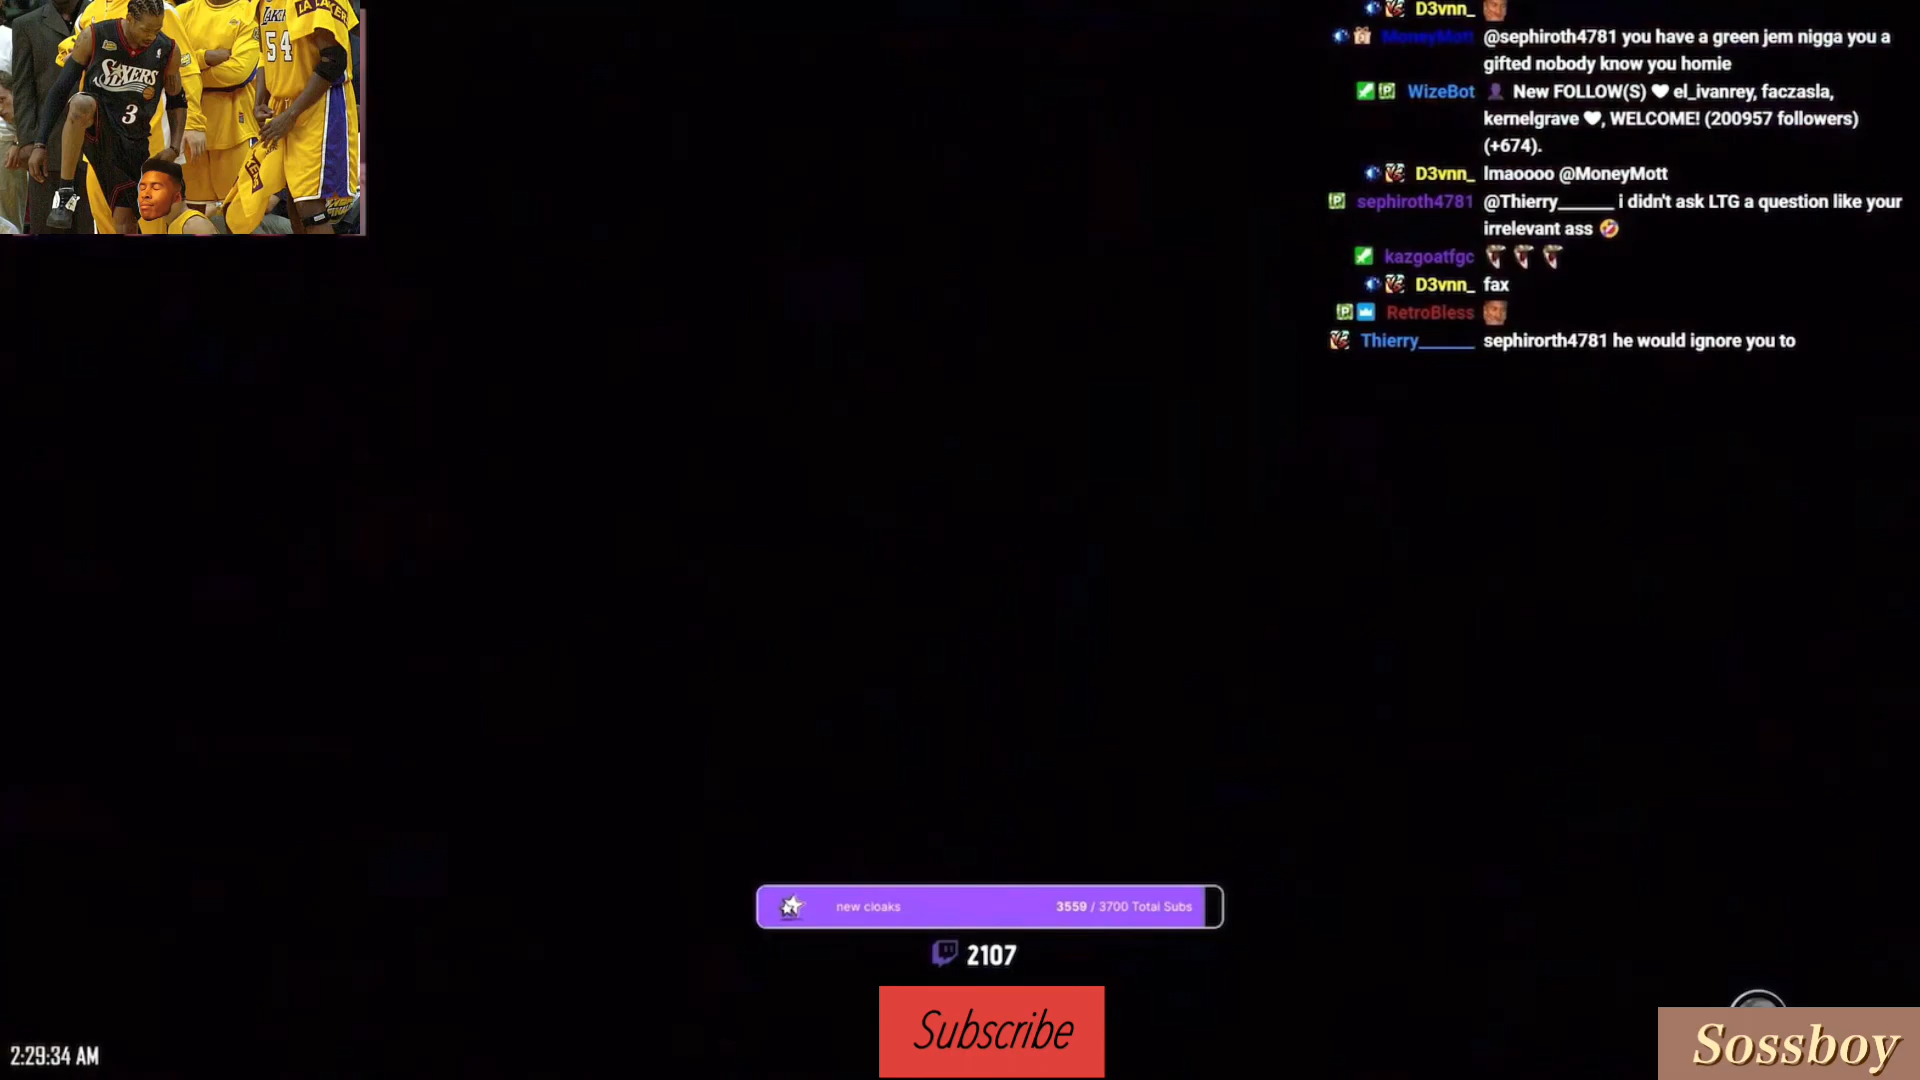 LAKERS
54
SIXERS
3
D3vnn_
MoneyMott @sephiroth4781 you have a green jem nigga you a
gifted nobody know you homie
WizeBot New FOLLOW(S) ♥ el_ivanrey, faczasla,
kernelgrave ♥, WELCOME! (200957 followers)
(+674).
D3vnn_ lmaoooo @MoneyMott
sephiroth4781 @Thierry______ i didn't ask LTG a question like your
irrelevant ass 🤣
kazgoatfgc
D3vnn_ fax
RetroBless
Thierry______ sephirorth4781 he would ignore you to
new cloaks 3559 / 3700 Total Subs
2107
Subscribe
2:29:34 AM
Sossboy